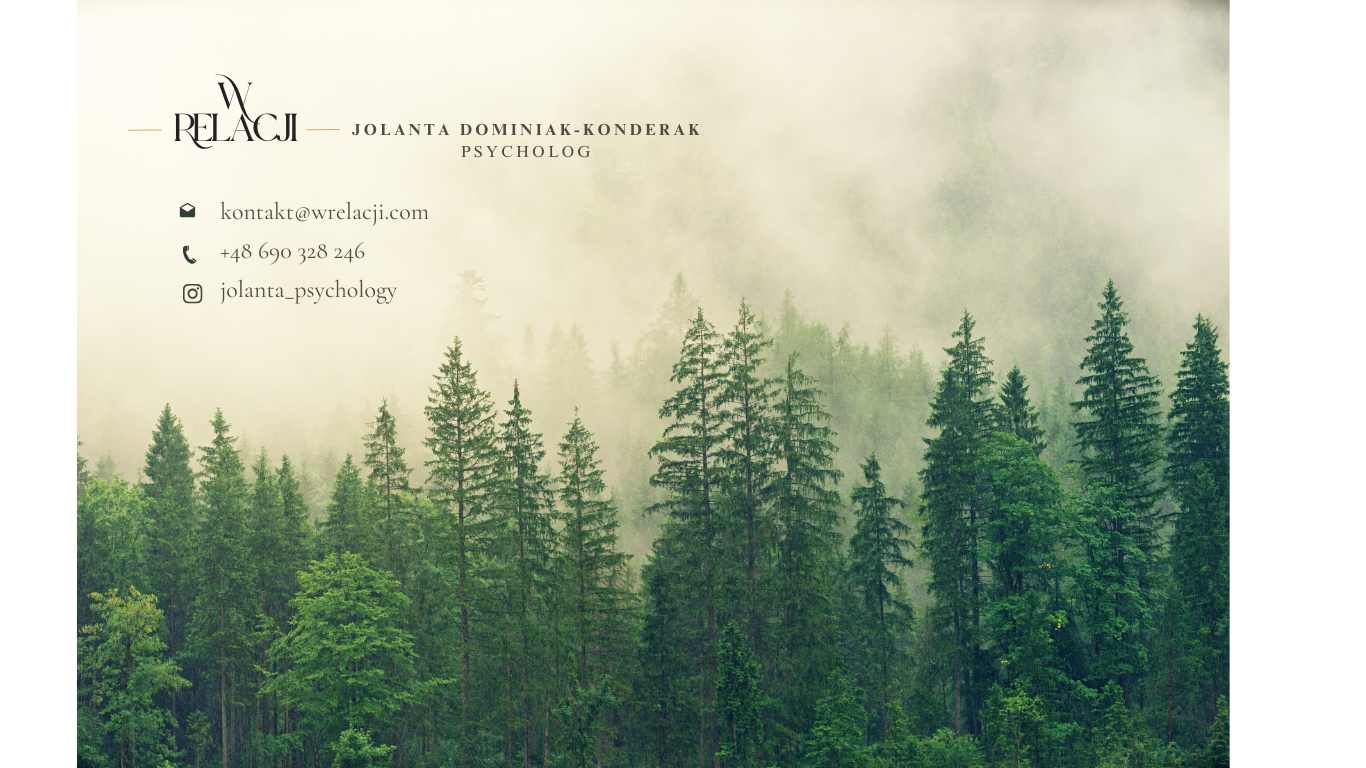 W
RELACJI
JOLANTA DOMINIAK-KONDERAK
PSYCHOLOG
kontakt@wrelacji.com
+48 690 328 246
jolanta_psychology